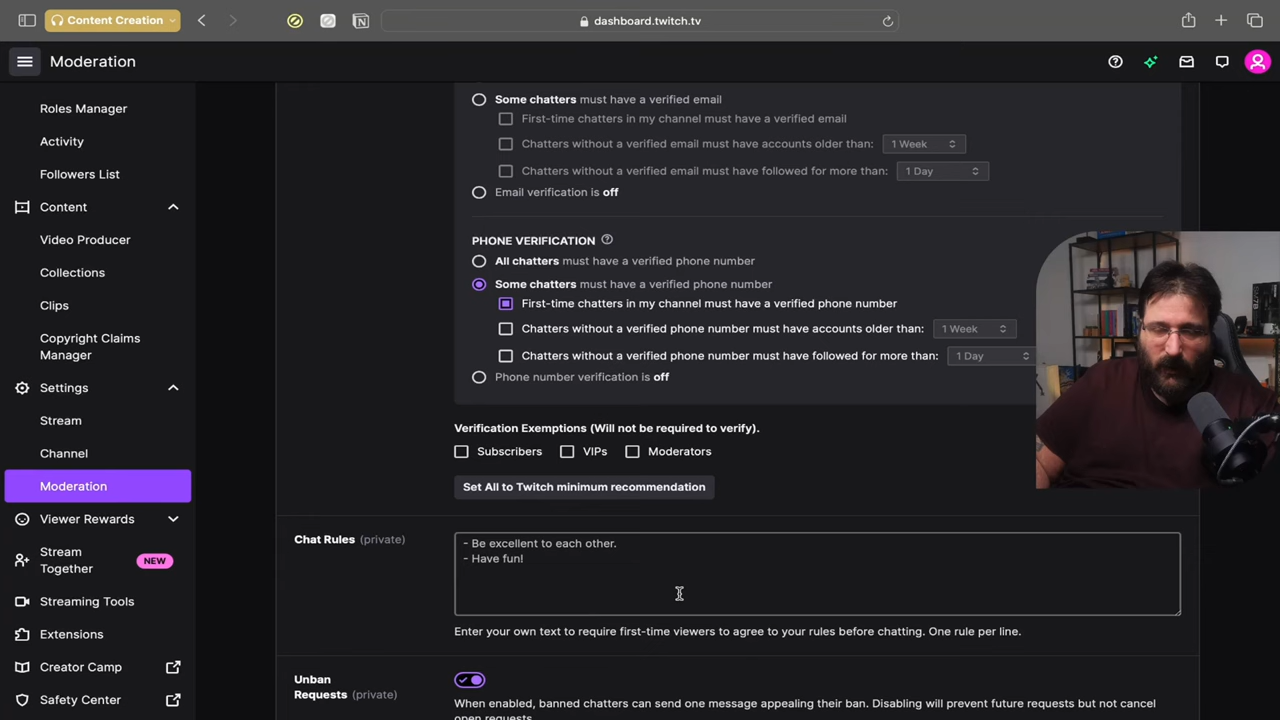 Content Creation
dashboard.twitch.tv
Moderation
Roles Manager
Activity
Followers List
Content
Video Producer
Collections
Clips
Copyright Claims
Manager
Settings
Stream
Channel
Moderation
Viewer Rewards
Stream
Together
NEW
Streaming Tools
Extensions
Creator Camp
Safety Center
Some chatters must have a verified email
First-time chatters in my channel must have a verified email
Chatters without a verified email must have accounts older than: 1 Week
Chatters without a verified email must have followed for more than: 1 Day
Email verification is off
PHONE VERIFICATION
All chatters must have a verified phone number
Some chatters must have a verified phone number
First-time chatters in my channel must have a verified phone number
Chatters without a verified phone number must have accounts older than: 1 Week
Chatters without a verified phone number must have followed for more than: 1 Day
Phone number verification is off
Verification Exemptions (Will not be required to verify).
Subscribers VIPs Moderators
Set All to Twitch minimum recommendation
Chat Rules (private)
- Be excellent to each other.
- Have fun!
Enter your own text to require first-time viewers to agree to your rules before chatting. One rule per line.
Unban
Requests (private)
When enabled, banned chatters can send one message appealing their ban. Disabling will prevent future requests but not cancel
open requests.